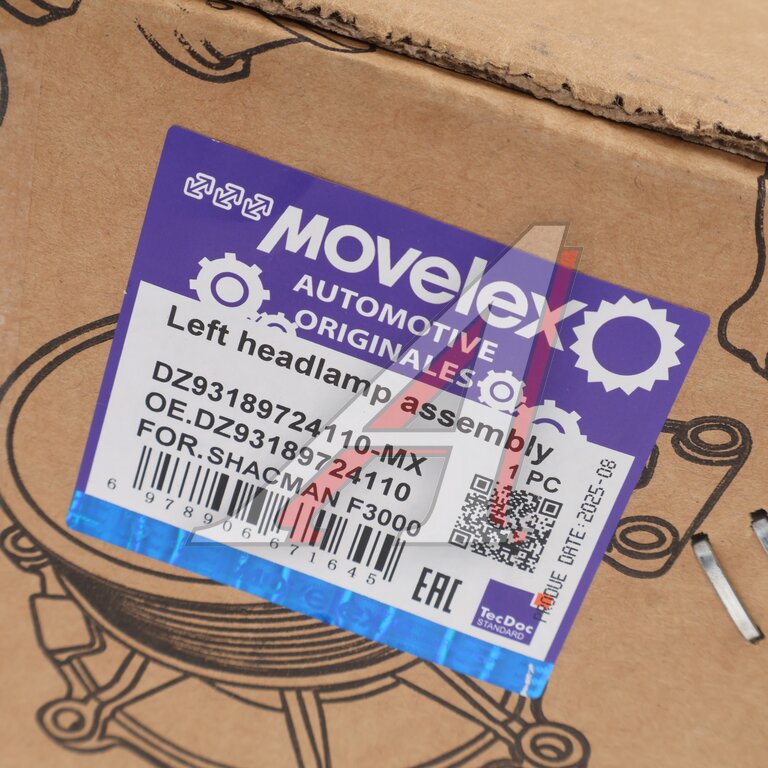 MOVelex
AUTOMOTIVE
ORIGINALES
Left headlamp assembly
DZ93189724110-MX
OE.DZ93189724110
FOR.SHACMAN F3000
1 PC
6 978906 671645
EAC
TecDoc
STANDARD
PRODUE DATE:2025-08